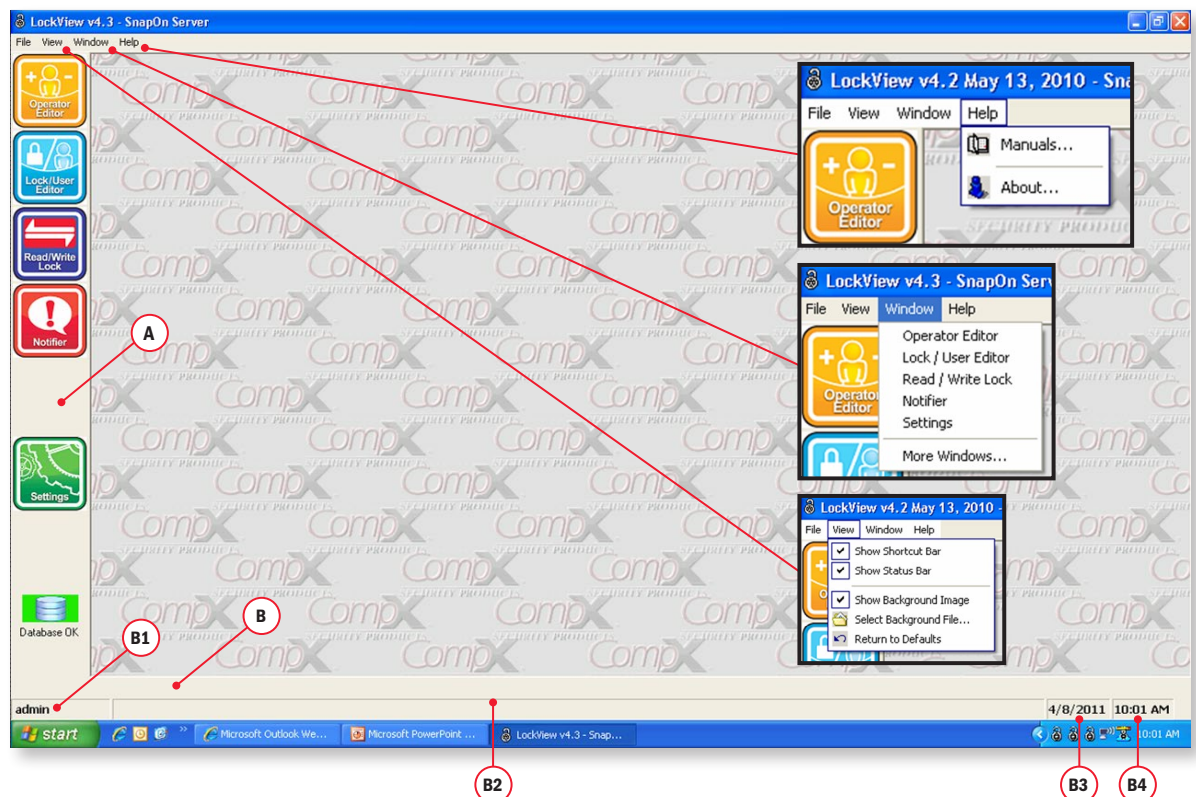 LockView v4.3 - SnapOn Server
File View Window Help
Operator
Editor
Lock/User
Editor
Read/Write
Lock
Notifier
A
Settings
Database OK
B1
B
CompX
SECURITY PRODUCTS
LockView v4.2 May 13, 2010 - Sna
File View Window Help
Manuals...
About...
Operator
Editor
LockView v4.3 - SnapOn Serv
File View Window Help
Operator Editor
Lock / User Editor
Read / Write Lock
Notifier
Settings
More Windows...
Operator
Editor
LockView v4.2 May 13, 2010 -
File View Window Help
Show Shortcut Bar
Show Status Bar
Show Background Image
Select Background File...
Return to Defaults
admin
4/8/2011 10:01 AM
start
Microsoft Outlook We...
Microsoft PowerPoint ...
LockView v4.3 - Snap...
10:01 AM
B2
B3
B4